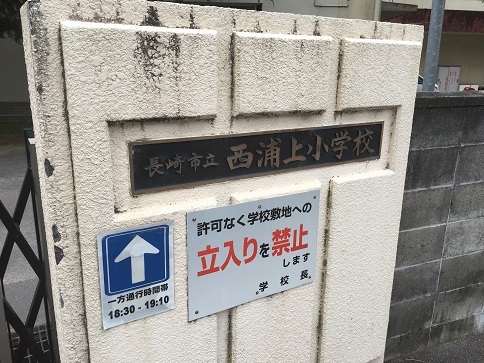 長崎市立 西浦上小学校
許可なく学校敷地への
立入りを禁止
します
学校長
一方通行時間帯
18:30 - 19:10